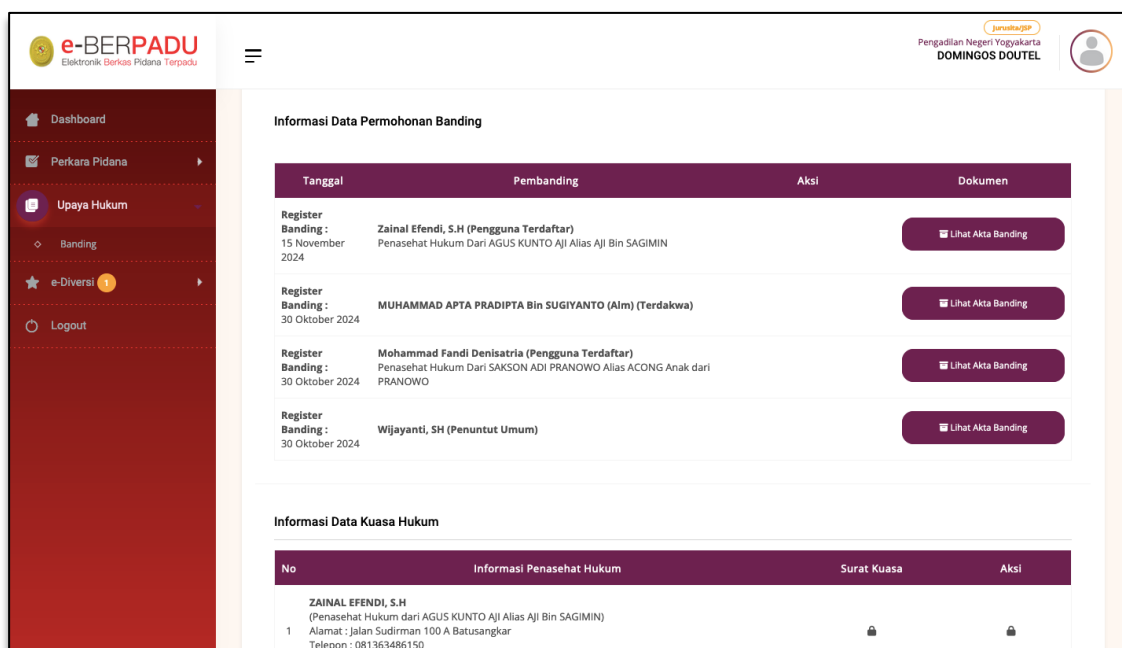 e-BERPADU
Elektronik Berkas Pidana Terpadu
Jurusita/JSP
Pengadilan Negeri Yogyakarta
DOMINGOS DOUTEL
Dashboard
Perkara Pidana
Upaya Hukum
Banding
e-Diversi 1
Logout
Informasi Data Permohonan Banding
Tanggal Pembanding Aksi Dokumen
Register
Banding :
15 November
2024
Zainal Efendi, S.H (Pengguna Terdaftar)
Penasehat Hukum Dari AGUS KUNTO AJI Alias AJI Bin SAGIMIN
Lihat Akta Banding
Register
Banding :
30 Oktober 2024
MUHAMMAD APTA PRADIPTA Bin SUGIYANTO (Alm) (Terdakwa)
Lihat Akta Banding
Register
Banding :
30 Oktober 2024
Mohammad Fandi Denisatria (Pengguna Terdaftar)
Penasehat Hukum Dari SAKSON ADI PRANOWO Alias ACONG Anak dari
PRANOWO
Lihat Akta Banding
Register
Banding :
30 Oktober 2024
Wijayanti, SH (Penuntut Umum)
Lihat Akta Banding
Informasi Data Kuasa Hukum
No Informasi Penasehat Hukum Surat Kuasa Aksi
1
ZAINAL EFENDI, S.H
(Penasehat Hukum dari AGUS KUNTO AJI Alias AJI Bin SAGIMIN)
Alamat : Jalan Sudirman 100 A Batusangkar
Telepon : 081363486150